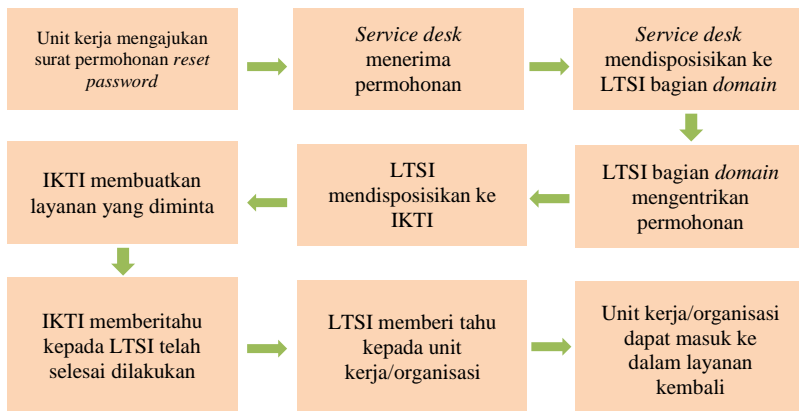 Unit kerja mengajukan
surat permohonan reset
password
Service desk
menerima
permohonan
Service desk
mendisposisikan ke
LTSI bagian domain
LTSI bagian domain
mengentrikan
permohonan
LTSI
mendisposisikan ke
IKTI
IKTI membuatkan
layanan yang diminta
IKTI memberitahu
kepada LTSI telah
selesai dilakukan
LTSI memberi tahu
kepada unit
kerja/organisasi
Unit kerja/organisasi
dapat masuk ke
dalam layanan
kembali